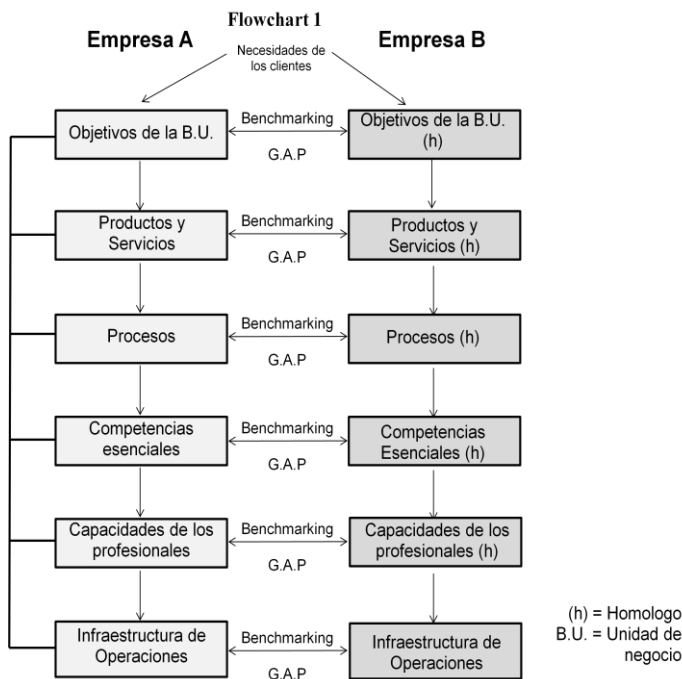 Flowchart 1
Empresa A
Empresa B
Necesidades de
los clientes
Objetivos de la B.U.
Benchmarking
G.A.P
Objetivos de la B.U.
(h)
Productos y
Servicios
Benchmarking
G.A.P
Productos y
Servicios (h)
Procesos
Benchmarking
G.A.P
Procesos (h)
Competencias
esenciales
Benchmarking
G.A.P
Competencias
Esenciales (h)
Capacidades de los
profesionales
Benchmarking
G.A.P
Capacidades de los
profesionales (h)
Infraestructura de
Operaciones
Benchmarking
G.A.P
Infraestructura de
Operaciones
(h) = Homologo
B.U. = Unidad de
negocio